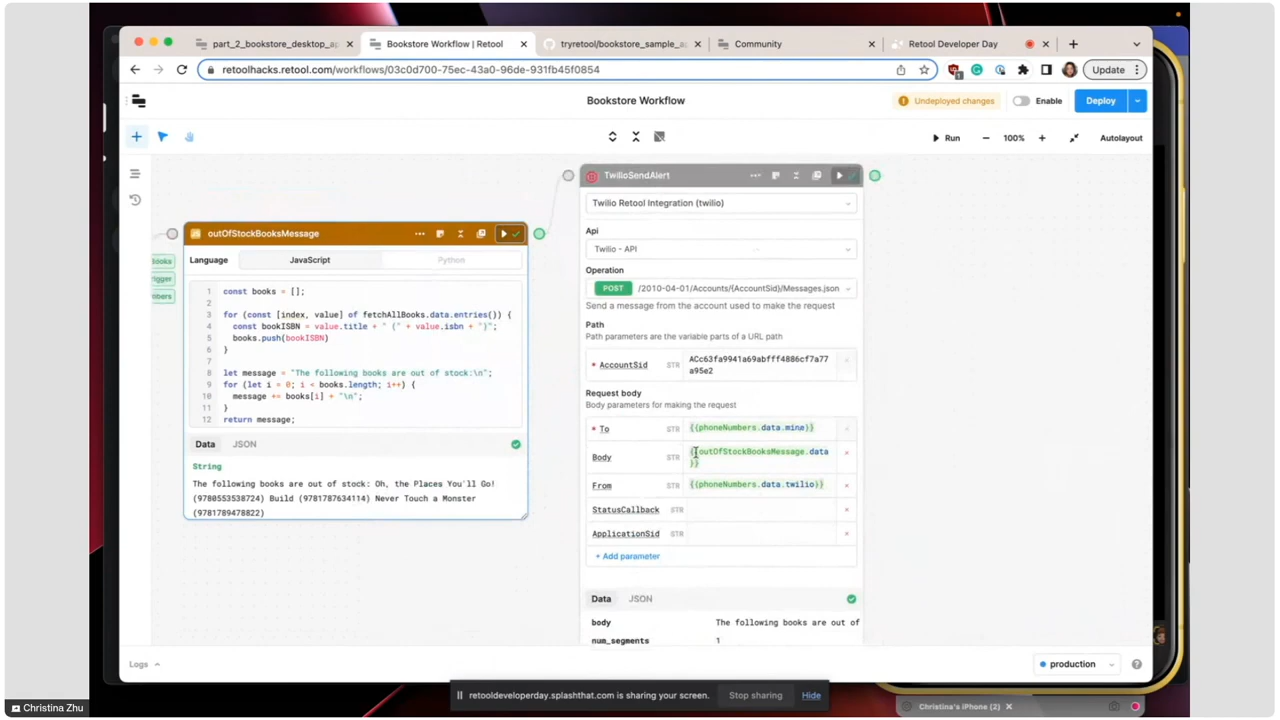 part_2_bookstore_desktop_a
Bookstore Workflow | Retool
tryretool/bookstore_sample_a
Community
Retool Developer Day
retoolhacks.retool.com/workflows/03c0d700-75ec-43a0-96de-931fb45f0854
1
Update
Bookstore Workflow
Undeployed changes
Enable
Deploy
Run
100%
Autolayout
TwilioSendAlert
Twilio Retool Integration (twilio)
Api
Twilio - API
Operation
POST /2010-04-01/Accounts/{AccountSid}/Messages.json
Send a message from the account used to make the request
Path
Path parameters are the variable parts of a URL path
* AccountSid STR ACc63fa9941a69abfff4886cf7a77
a95e2
Request body
Body parameters for making the request
* To STR {{phoneNumbers.data.mine}}
Body STR {{outOfStockBooksMessage.data
}}
From STR {{phoneNumbers.data.twilio}}
StatusCallback STR
ApplicationSid STR
+ Add parameter
Data JSON
body The following books are out of
num_segments 1
outOfStockBooksMessage
ooks
igger
bers
Language JavaScript Python
1 const books = [];
2
3 for (const [index, value] of fetchAllBooks.data.entries()) {
4 const bookISBN = value.title + " (" + value.isbn + ")";
5 books.push(bookISBN)
6 }
7
8 let message = "The following books are out of stock:\n";
9 for (let i = 0; i < books.length; i++) {
10 message += books[i] + "\n";
11 }
12 return message;
Data JSON
String
The following books are out of stock: Oh, the Places You'll Go!
(9780553538724) Build (9781787634114) Never Touch a Monster
(9781789478822)
Logs
production
retooldeveloperday.splashthat.com is sharing your screen.
Stop sharing
Hide
Christina's iPhone (2)
Christina Zhu